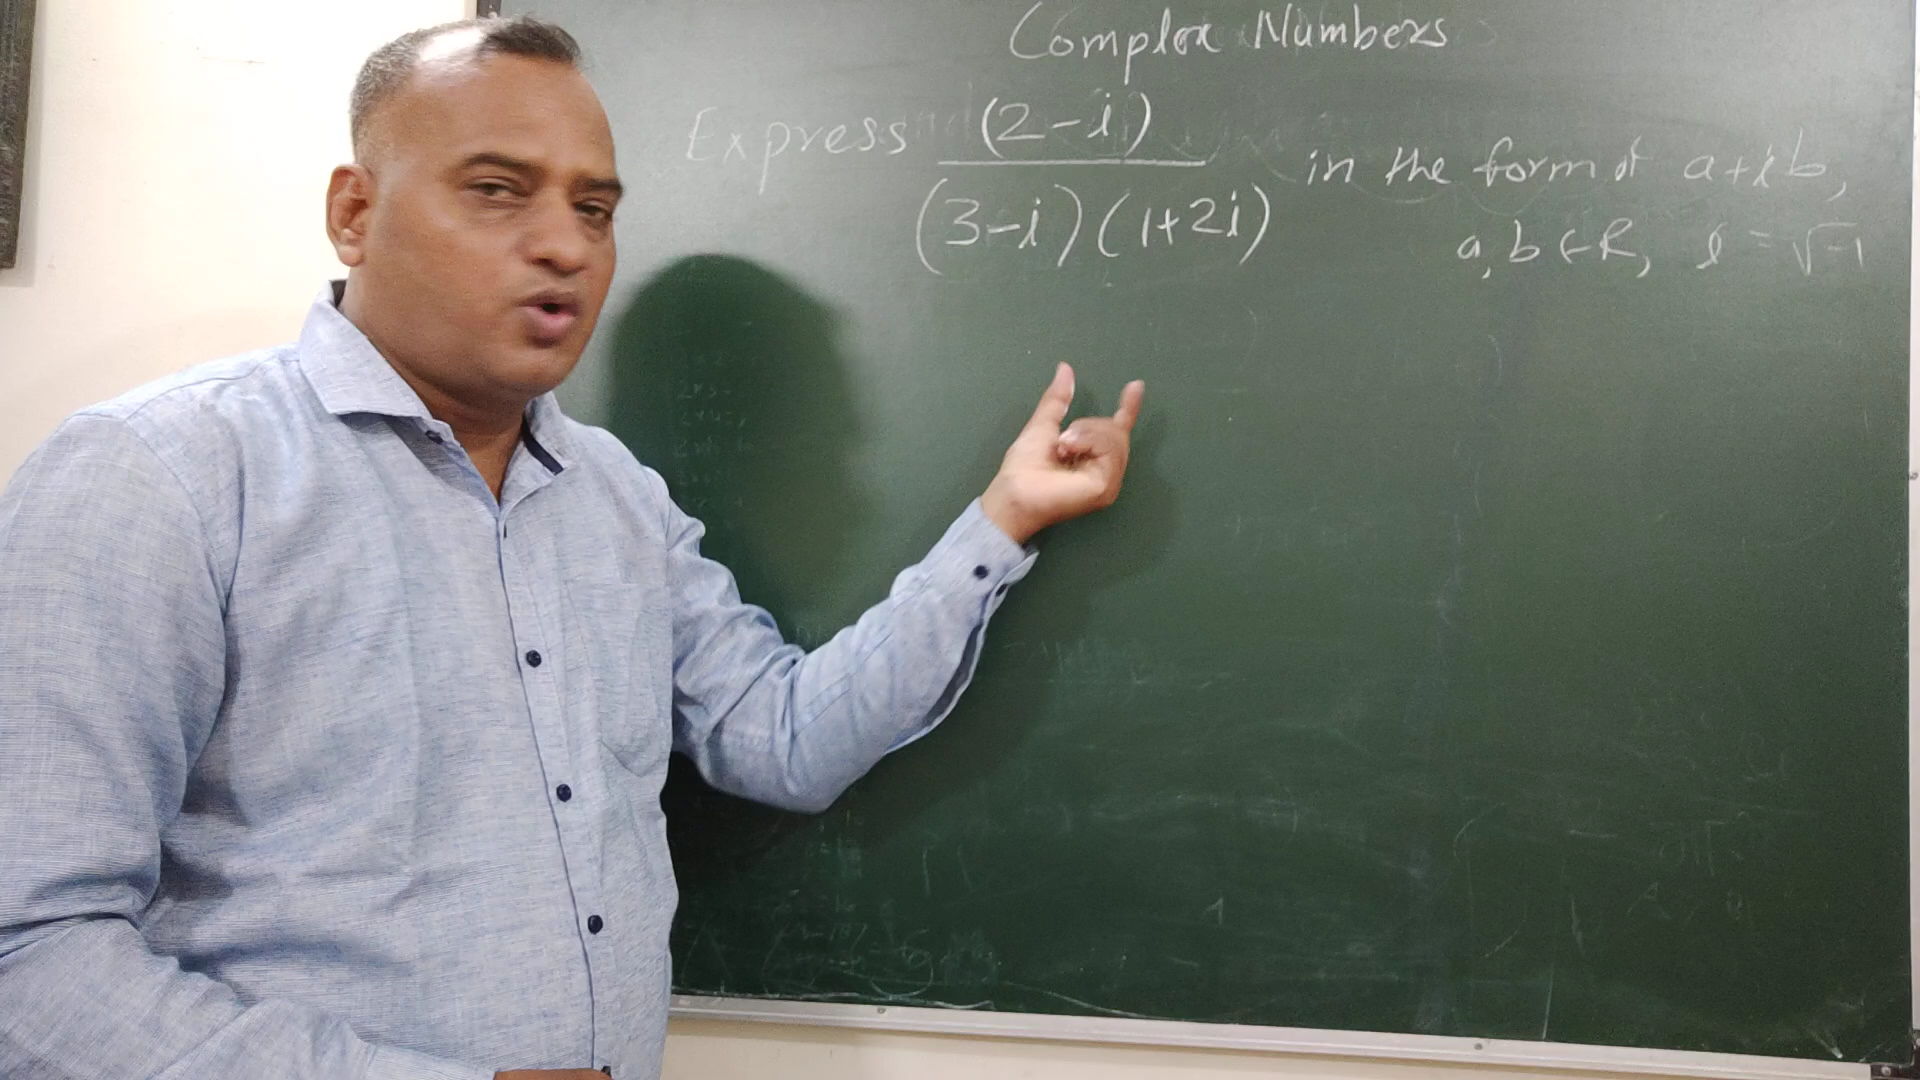 Complex Numbers
Express (2-i) / (3-i)(1+2i) in the form of a+ib,
a, b ∈ R, i = √-1